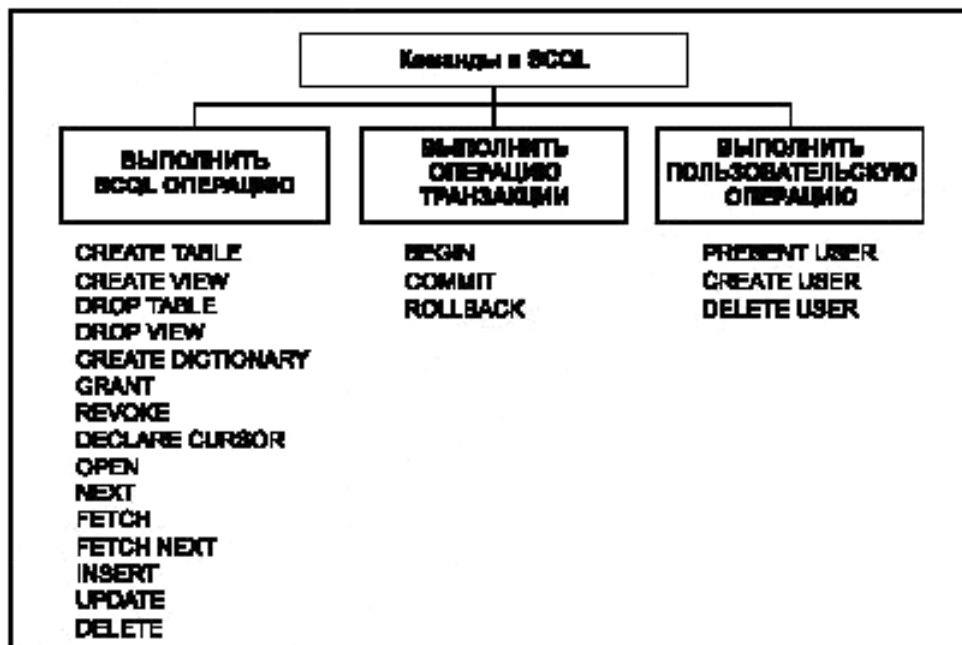 Команды в SCQL
ВЫПОЛНИТЬ
SCQL ОПЕРАЦИЮ
ВЫПОЛНИТЬ
ОПЕРАЦИЮ
ТРАНЗАКЦИИ
ВЫПОЛНИТЬ
ПОЛЬЗОВАТЕЛЬСКУЮ
ОПЕРАЦИЮ
CREATE TABLE
CREATE VIEW
DROP TABLE
DROP VIEW
CREATE DICTIONARY
GRANT
REVOKE
DECLARE CURSOR
OPEN
NEXT
FETCH
FETCH NEXT
INSERT
UPDATE
DELETE
BEGIN
COMMIT
ROLLBACK
PRESENT USER
CREATE USER
DELETE USER